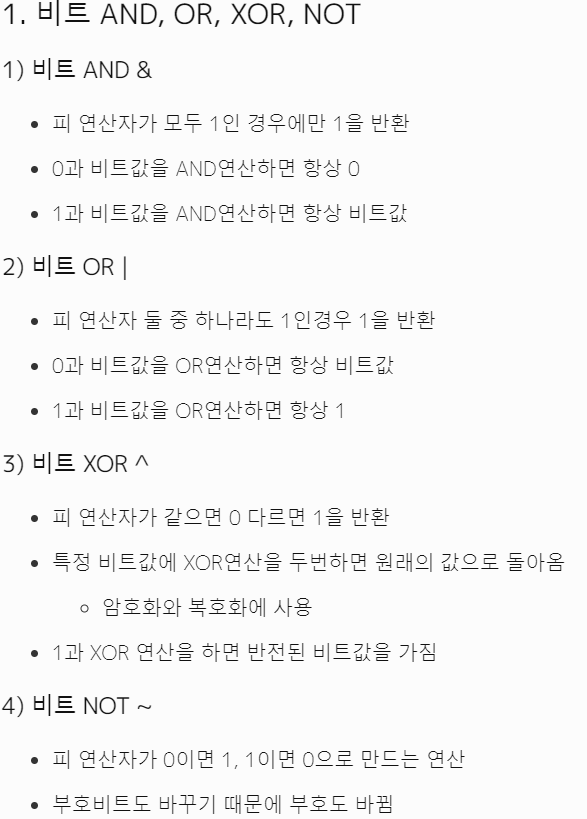 1. 비트 AND, OR, XOR, NOT
1) 비트 AND &
• 피 연산자가 모두 1인 경우에만 1을 반환
• 0과 비트값을 AND연산하면 항상 0
• 1과 비트값을 AND연산하면 항상 비트값
2) 비트 OR |
• 피 연산자 둘 중 하나라도 1인경우 1을 반환
• 0과 비트값을 OR연산하면 항상 비트값
• 1과 비트값을 OR연산하면 항상 1
3) 비트 XOR ^
• 피 연산자가 같으면 0 다르면 1을 반환
• 특정 비트값에 XOR연산을 두번하면 원래의 값으로 돌아옴
◦ 암호화와 복호화에 사용
• 1과 XOR 연산을 하면 반전된 비트값을 가짐
4) 비트 NOT ~
• 피 연산자가 0이면 1, 1이면 0으로 만드는 연산
• 부호비트도 바꾸기 때문에 부호도 바뀜